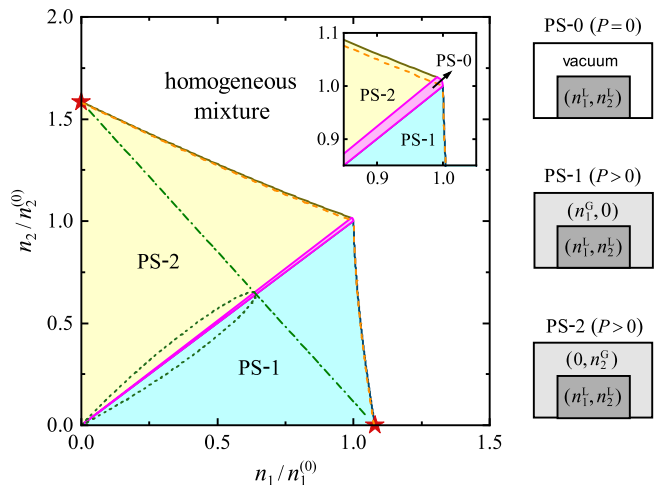 2.0
1.5
1.0
0.5
0.0
n₂/n₂⁽⁰⁾
0.0
0.5
1.0
1.5
n₁/n₁⁽⁰⁾
homogeneous
mixture
PS-2
PS-1
1.1
1.0
0.9
0.9
1.0
PS-0
PS-2
PS-1
PS-0 (P=0)
vacuum
(n₁ᴸ, n₂ᴸ)
PS-1 (P>0)
(n₁ᴳ, 0)
(n₁ᴸ, n₂ᴸ)
PS-2 (P>0)
(0, n₂ᴳ)
(n₁ᴸ, n₂ᴸ)